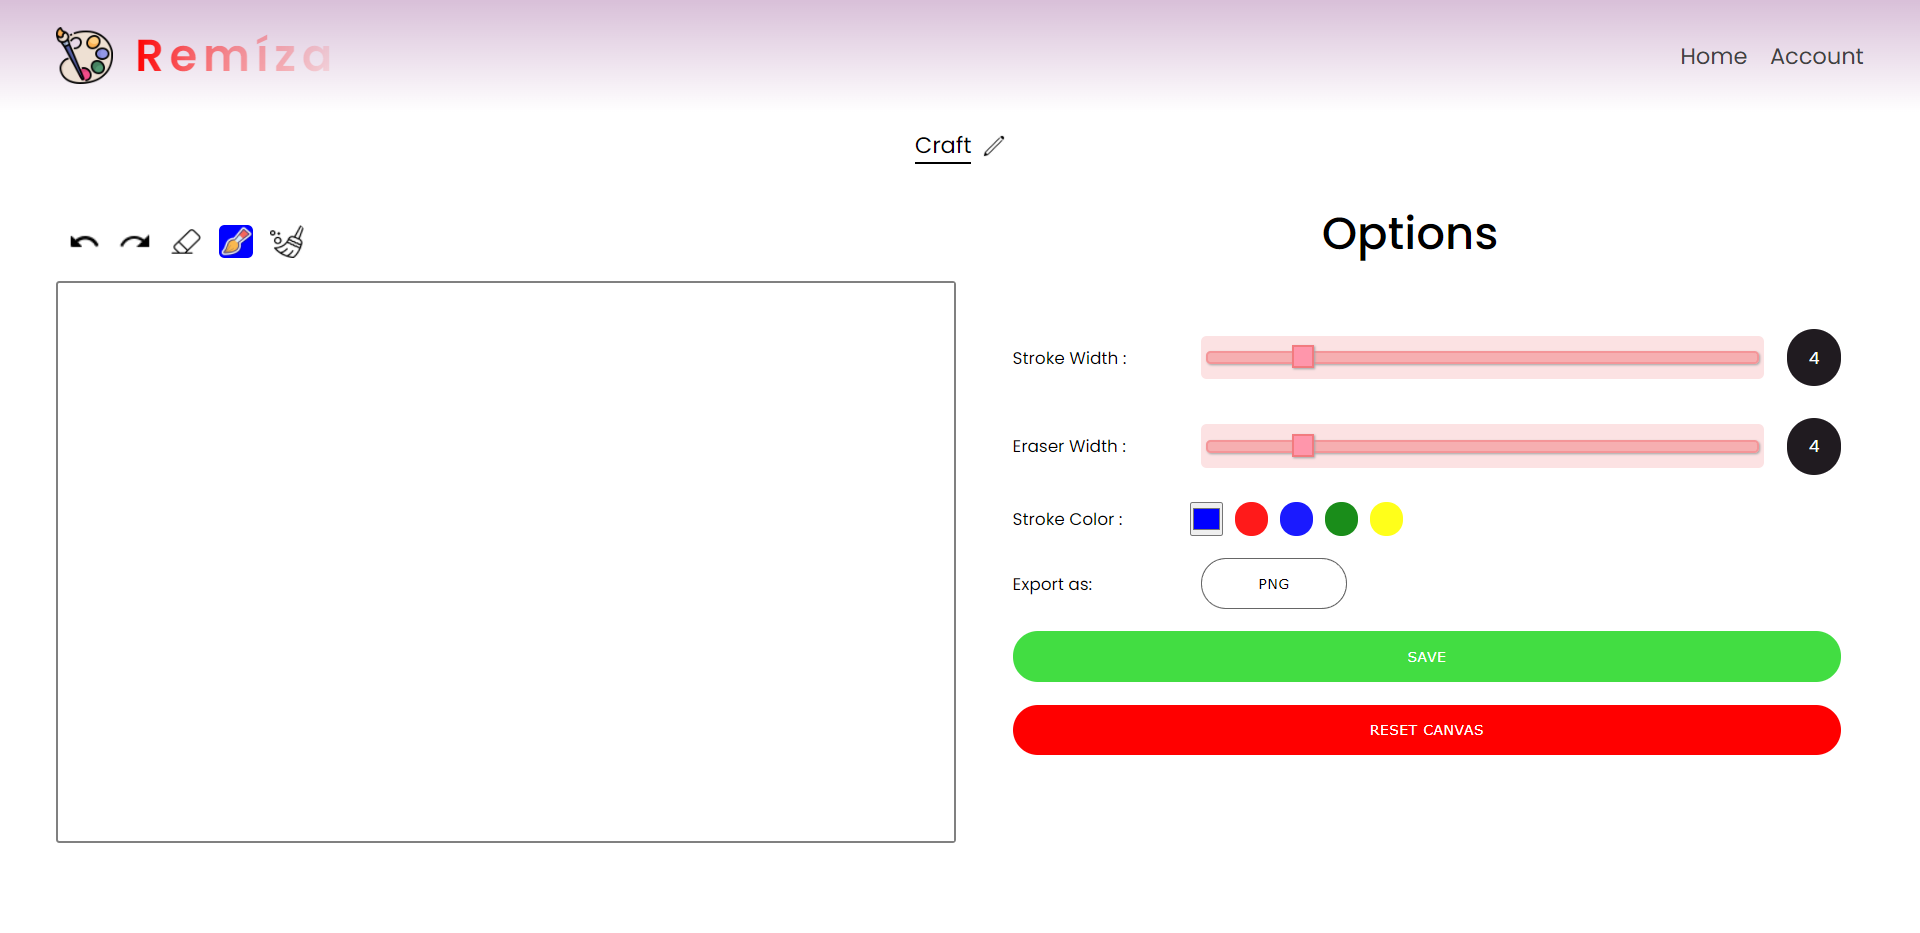 Remíza
Home Account
Craft
Options
Stroke Width :
4
Eraser Width :
4
Stroke Color :
Export as:
PNG
SAVE
RESET CANVAS